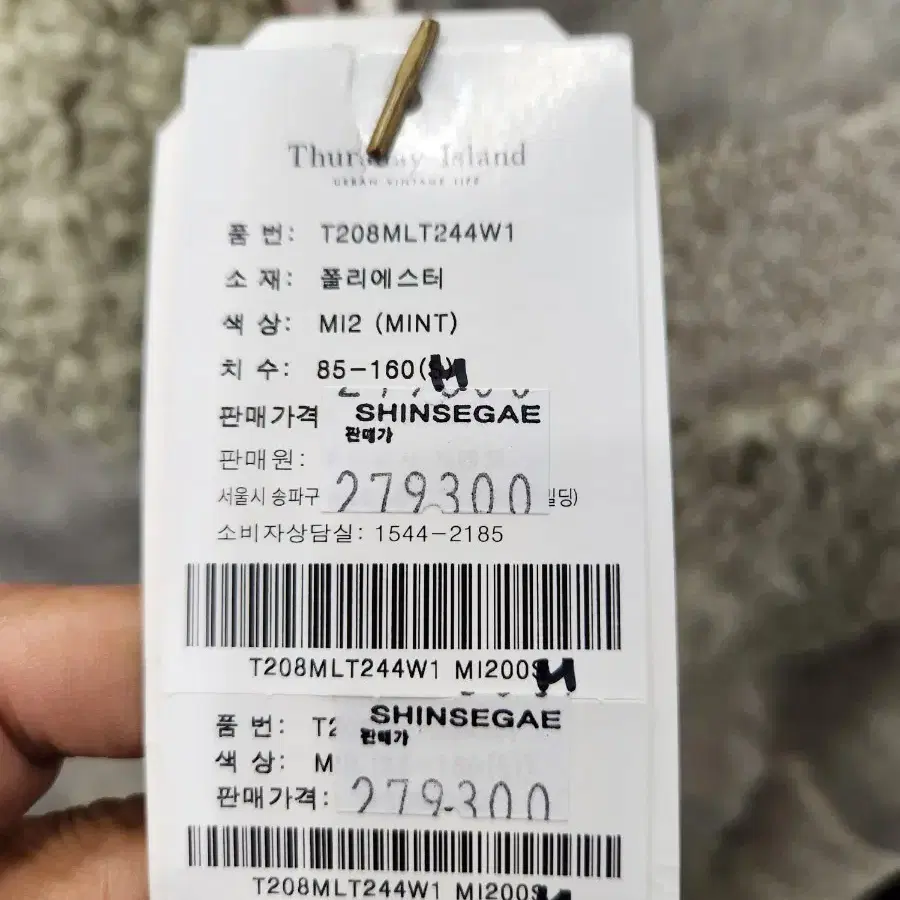 Thursday Island
URBAN VINTAGE LIFE
품 번: T208MLT244W1
소 재: 폴리에스터
색 상: MI2 (MINT)
치 수: 85-160( M
판매가격 SHINSEGAE
판매가
판매원:
279300
서울시 송파구 빌딩)
소비자상담실: 1544-2185
T208MLT244W1 MI200S M
품 번: T2 SHINSEGAE
판매가
색 상: M
판매가격: 279300
T208MLT244W1 MI200S